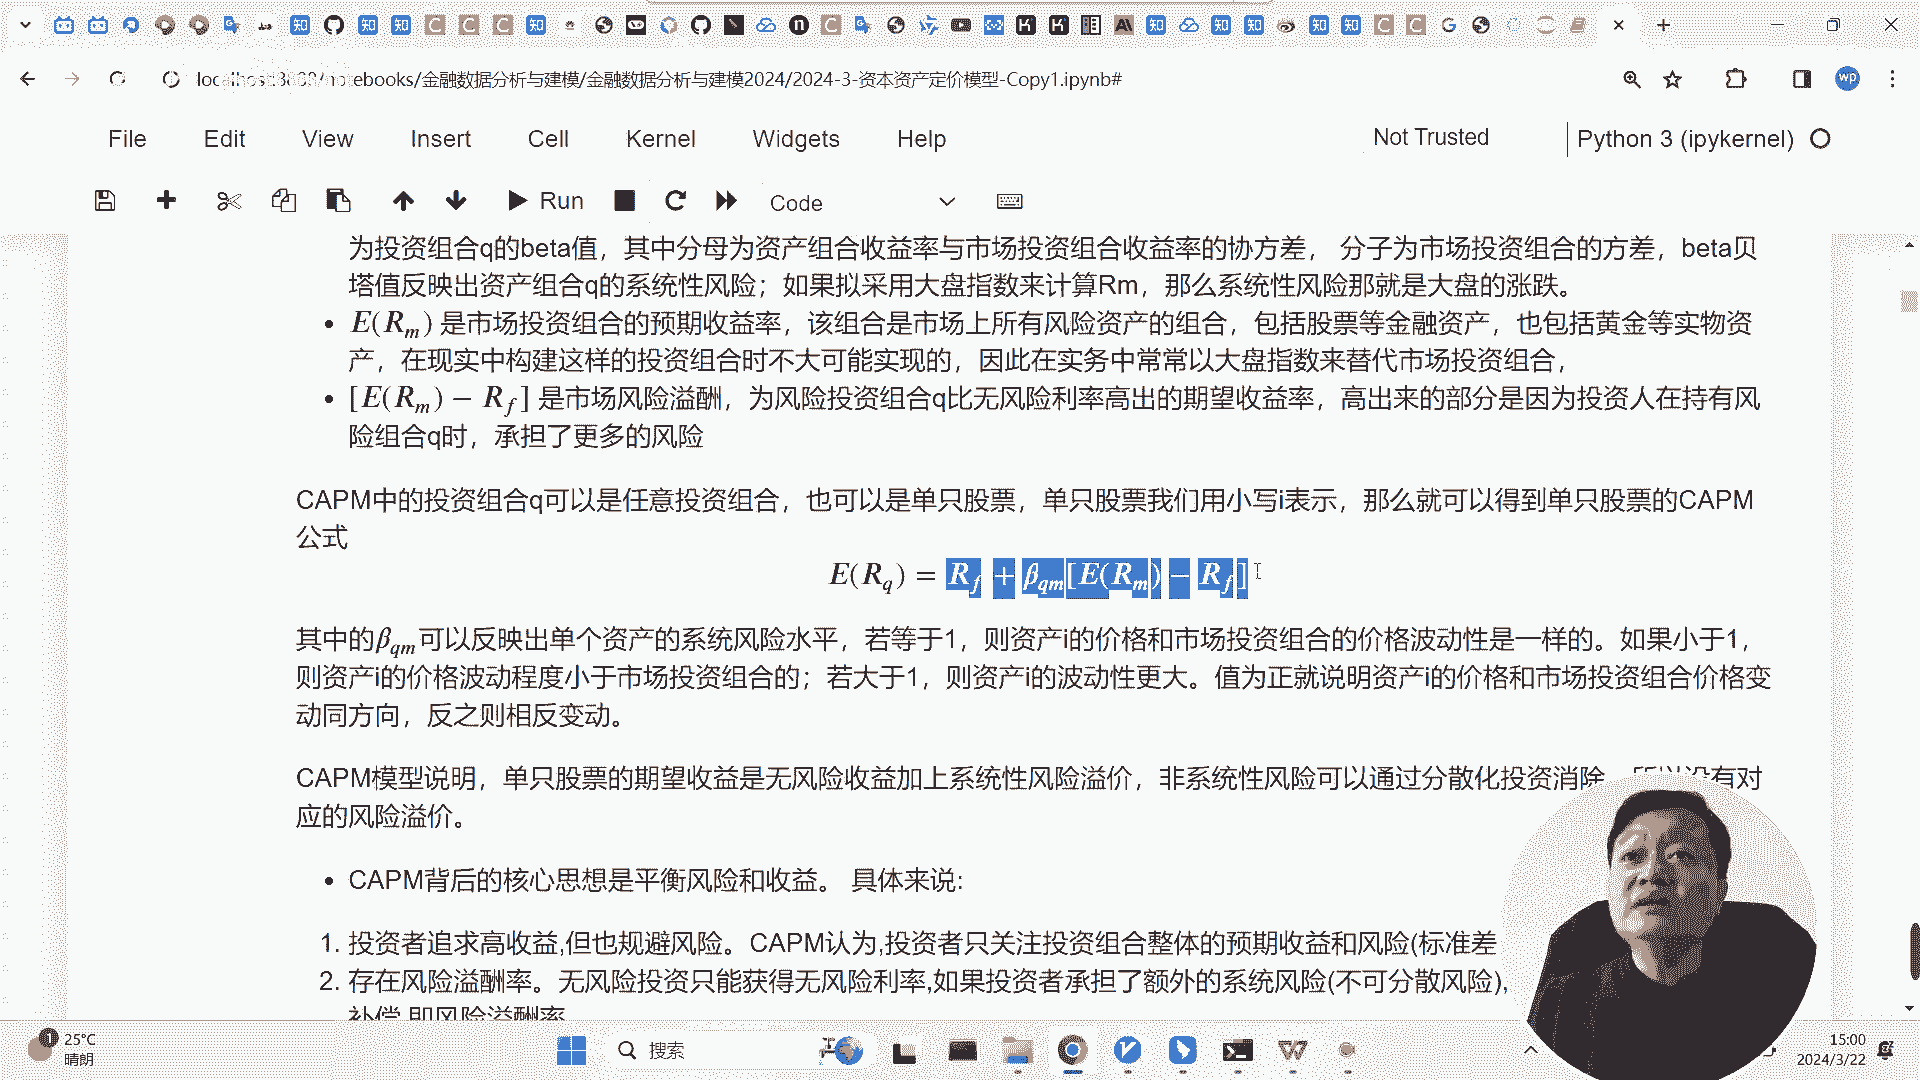 notebooks/金融数据分析与建模/金融数据分析与建模2024/2024-3-资本资产定价模型-Copy1.ipynb#
wp
File Edit View Insert Cell Kernel Widgets Help
Not Trusted
Python 3 (ipykernel)
Run
Code
为投资组合q的beta值，其中分母为资产组合收益率与市场投资组合收益率的协方差， 分子为市场投资组合的方差，beta贝
塔值反映出资产组合q的系统性风险；如果拟采用大盘指数来计算Rm，那么系统性风险那就是大盘的涨跌。
• E(Rm) 是市场投资组合的预期收益率，该组合是市场上所有风险资产的组合，包括股票等金融资产，也包括黄金等实物资
产，在现实中构建这样的投资组合时不大可能实现的，因此在实务中常常以大盘指数来替代市场投资组合，
• [E(Rm) − Rf] 是市场风险溢酬，为风险投资组合q比无风险利率高出的期望收益率，高出来的部分是因为投资人在持有风
险组合q时，承担了更多的风险
CAPM中的投资组合q可以是任意投资组合，也可以是单只股票，单只股票我们用小写i表示，那么就可以得到单只股票的CAPM
公式
E(Rq) = Rf + βqm[E(Rm) − Rf]
其中的βqm可以反映出单个资产的系统风险水平，若等于1，则资产i的价格和市场投资组合的价格波动性是一样的。如果小于1，
则资产i的价格波动程度小于市场投资组合的；若大于1，则资产i的波动性更大。值为正就说明资产i的价格和市场投资组合价格变
动同方向，反之则相反变动。
CAPM模型说明，单只股票的期望收益是无风险收益加上系统性风险溢价，非系统性风险可以通过分散化投资消除，所以没有对
应的风险溢价。
• CAPM背后的核心思想是平衡风险和收益。 具体来说:
1. 投资者追求高收益,但也规避风险。CAPM认为,投资者只关注投资组合整体的预期收益和风险(标准差
2. 存在风险溢酬率。无风险投资只能获得无风险利率,如果投资者承担了额外的系统风险(不可分散风险),
补偿,即风险溢酬率
25°C
晴朗
搜索
15:00
2024/3/22